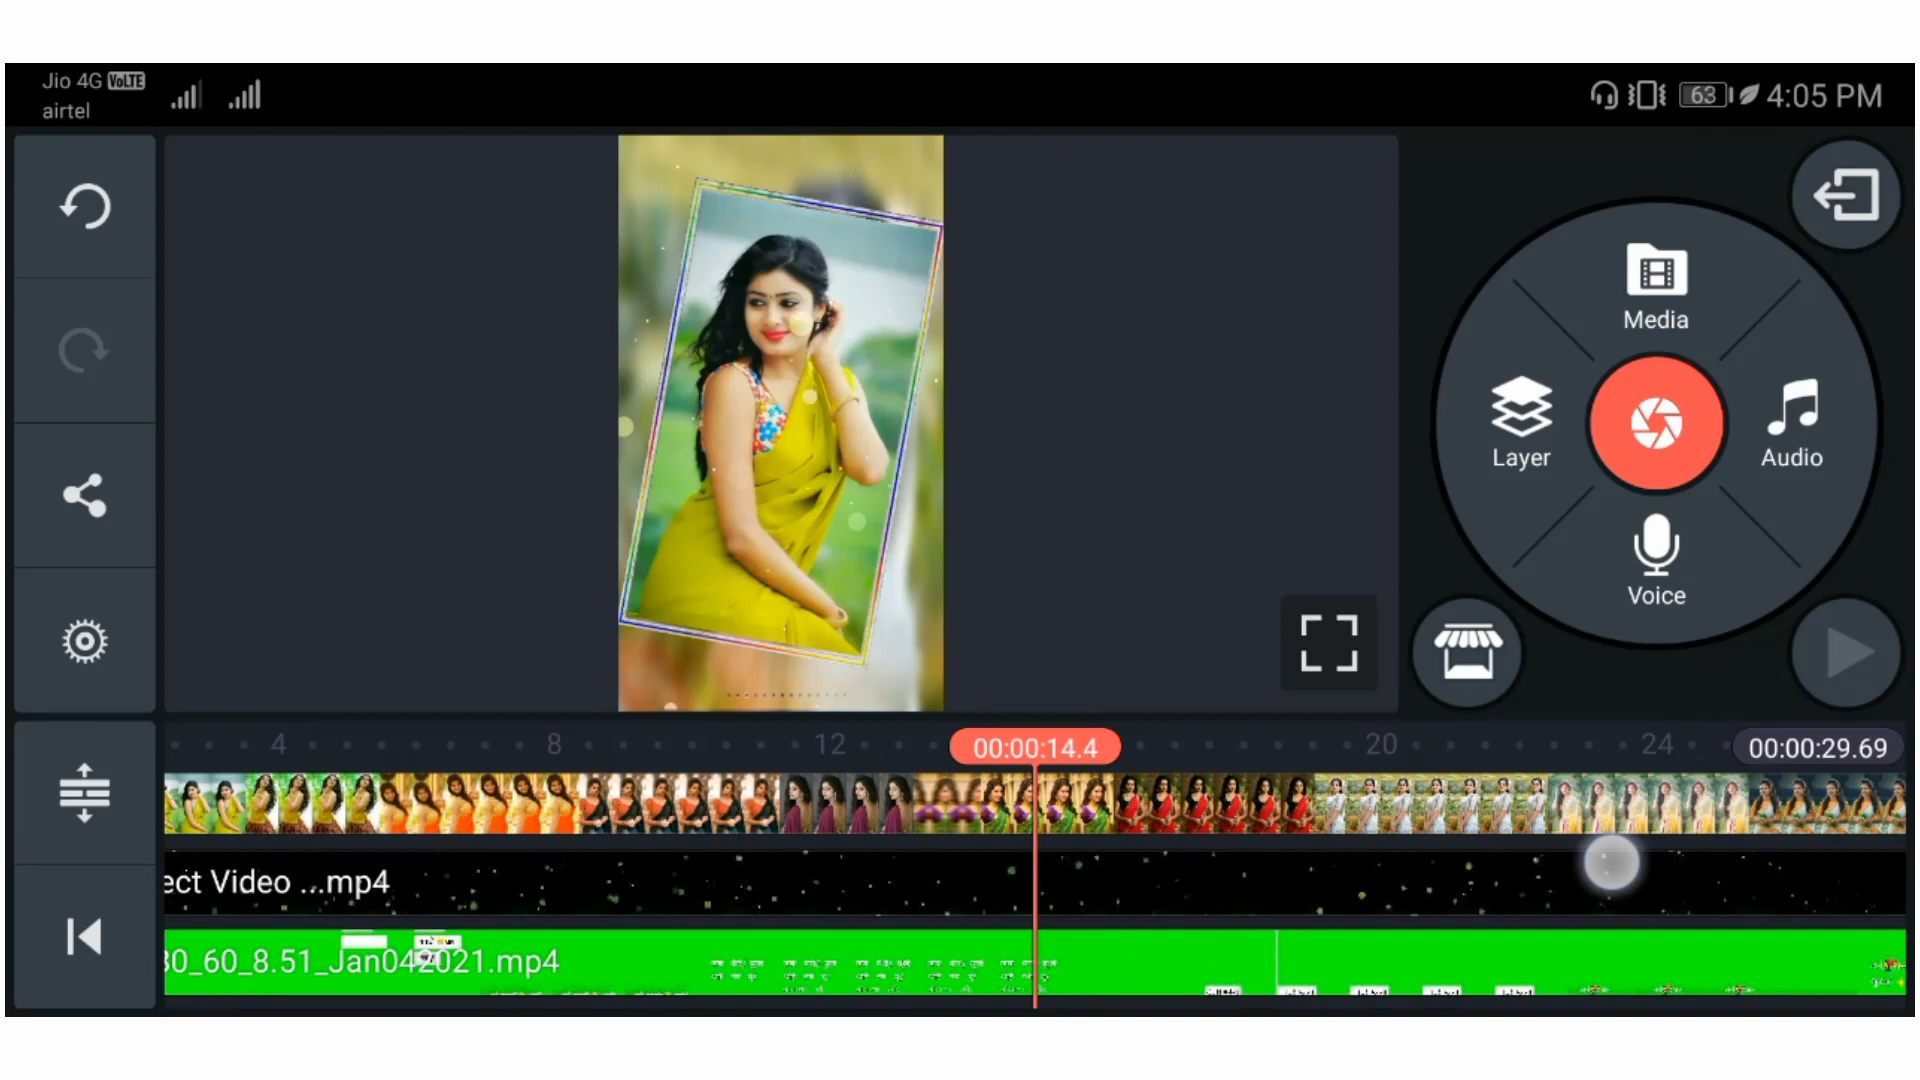 Jio 4G VoLTE
airtel
63
4:05 PM
Media
Layer
Audio
Voice
4
8
12
00:00:14.4
20
24
00:00:29.69
ect Video ...mp4
30_60_8.51_Jan042021.mp4